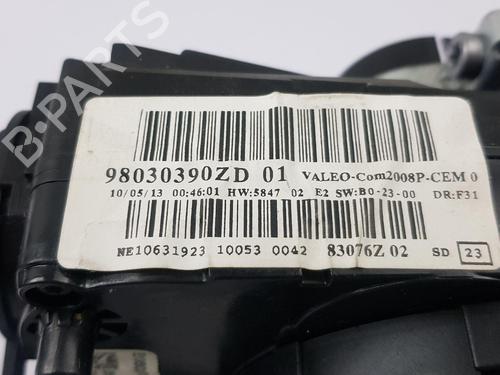 B-PARTS
98030390ZD 01 VALEO-Com2008P-CEM 0
10/05/13 00:46:01 HW:5847 02 E2 SW:B0-23-00 DR:F31
NE10631923 10053 0042 83076Z 02 SD 23